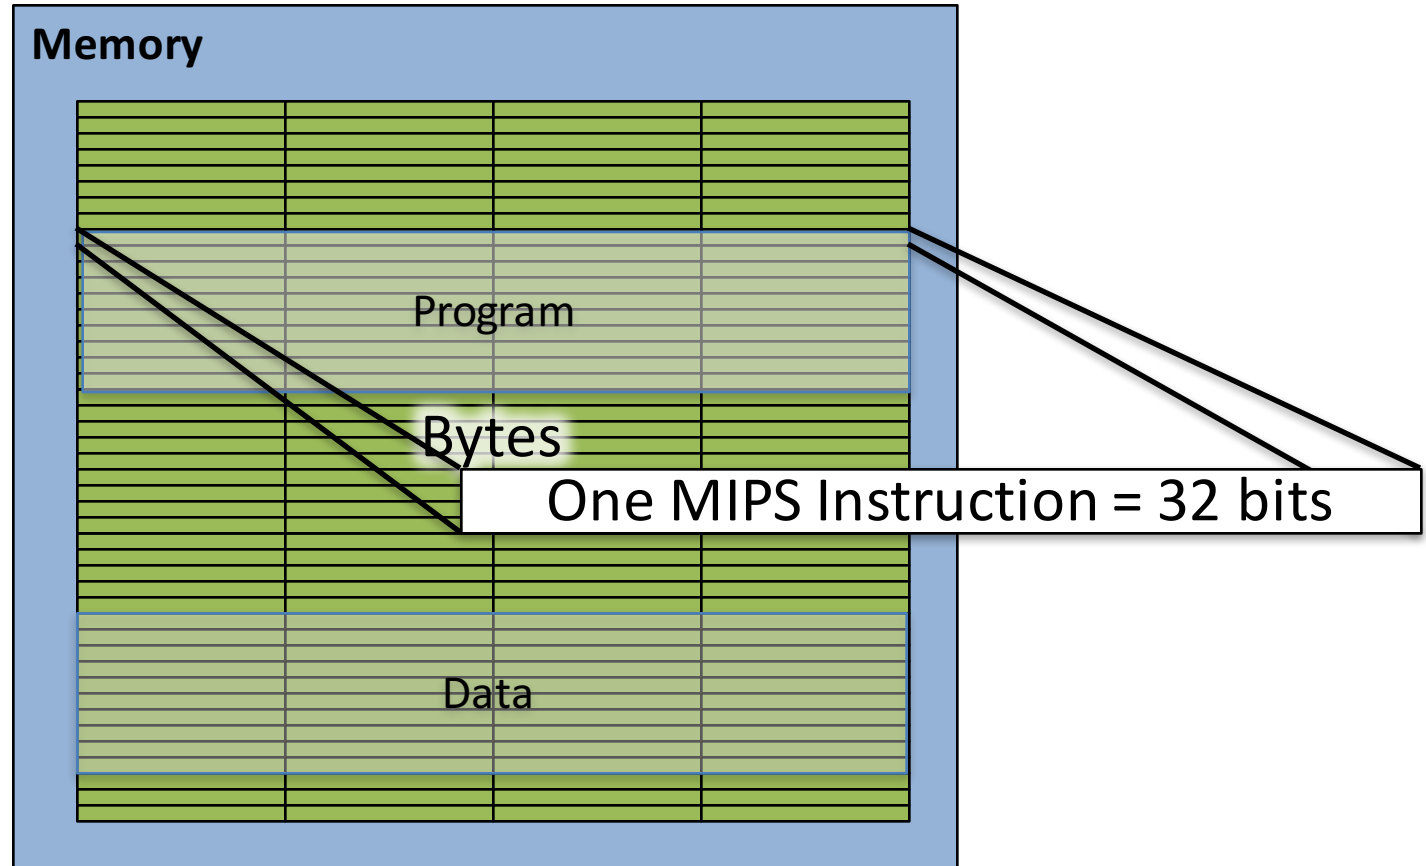 Memory
Program
Bytes
One MIPS Instruction = 32 bits
Data